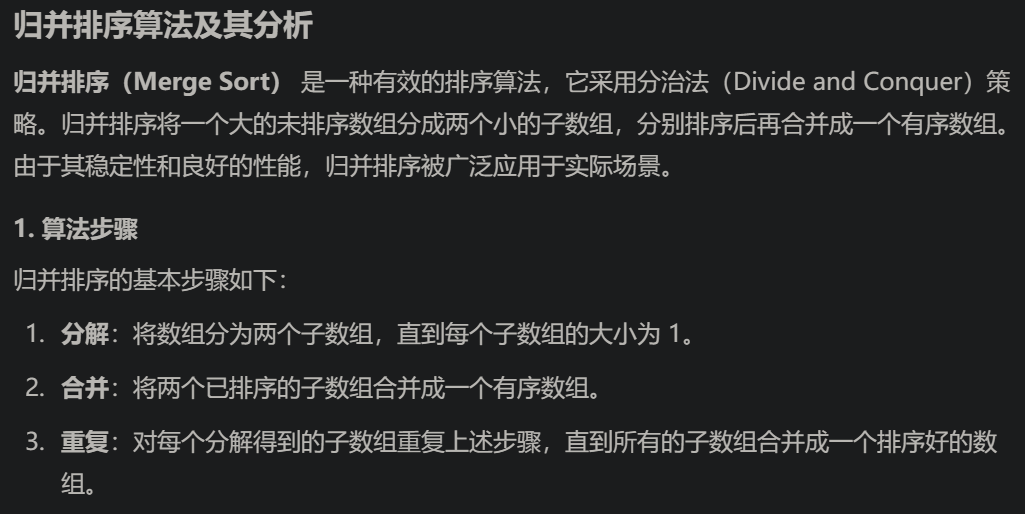 归并排序算法及其分析
归并排序（Merge Sort） 是一种有效的排序算法，它采用分治法（Divide and Conquer）策
略。归并排序将一个大的未排序数组分成两个小的子数组，分别排序后再合并成一个有序数组。
由于其稳定性和良好的性能，归并排序被广泛应用于实际场景。
1. 算法步骤
归并排序的基本步骤如下：
1. 分解：将数组分为两个子数组，直到每个子数组的大小为 1。
2. 合并：将两个已排序的子数组合并成一个有序数组。
3. 重复：对每个分解得到的子数组重复上述步骤，直到所有的子数组合并成一个排序好的数
组。